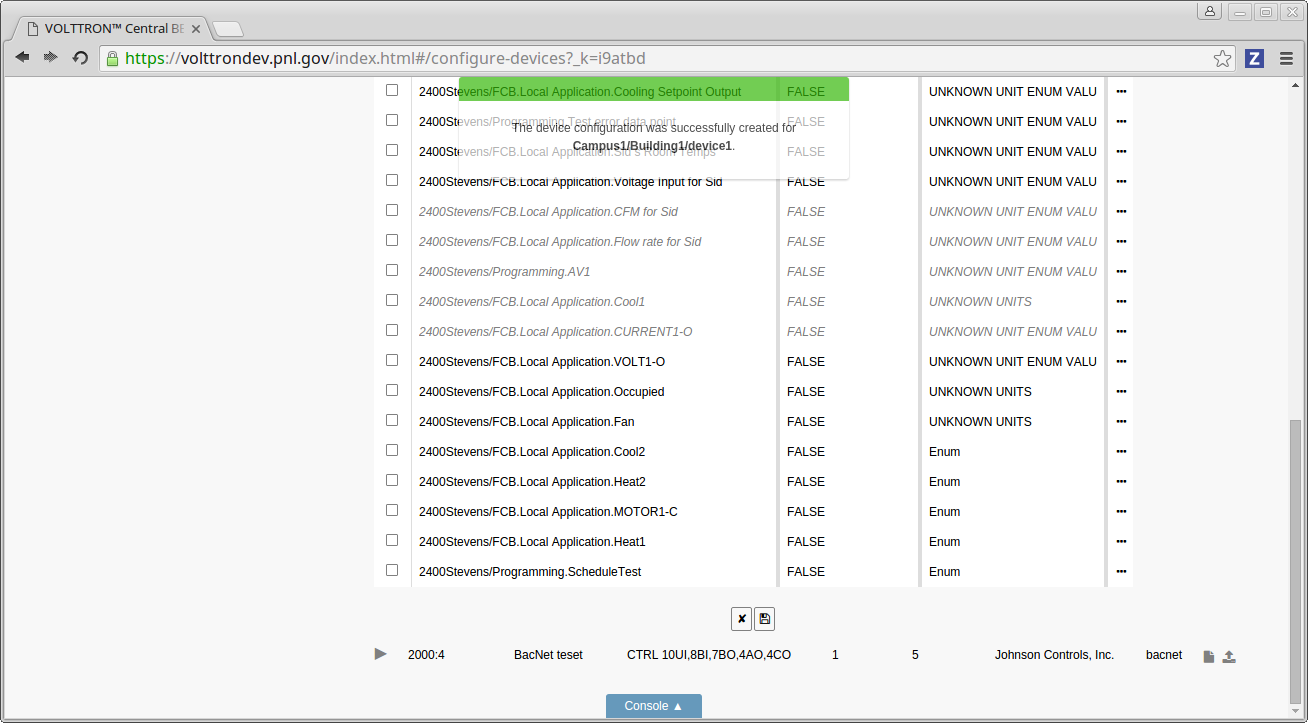 VOLTTRON™ Central BE
https://volttrondev.pnl.gov/index.html#/configure-devices?_k=i9atbd
Z
2400Stevens/FCB.Local Application.Cooling Setpoint Output FALSE UNKNOWN UNIT ENUM VALU ...
2400Stevens/Programming.Test error data point FALSE UNKNOWN UNIT ENUM VALU ...
The device configuration was successfully created for
Campus1/Building1/device1.
2400Stevens/FCB.Local Application.Sid's Room Temps FALSE UNKNOWN UNIT ENUM VALU ...
2400Stevens/FCB.Local Application.Voltage Input for Sid FALSE UNKNOWN UNIT ENUM VALU ...
2400Stevens/FCB.Local Application.CFM for Sid FALSE UNKNOWN UNIT ENUM VALU ...
2400Stevens/FCB.Local Application.Flow rate for Sid FALSE UNKNOWN UNIT ENUM VALU ...
2400Stevens/Programming.AV1 FALSE UNKNOWN UNIT ENUM VALU ...
2400Stevens/FCB.Local Application.Cool1 FALSE UNKNOWN UNITS ...
2400Stevens/FCB.Local Application.CURRENT1-O FALSE UNKNOWN UNIT ENUM VALU ...
2400Stevens/FCB.Local Application.VOLT1-O FALSE UNKNOWN UNIT ENUM VALU ...
2400Stevens/FCB.Local Application.Occupied FALSE UNKNOWN UNITS ...
2400Stevens/FCB.Local Application.Fan FALSE UNKNOWN UNITS ...
2400Stevens/FCB.Local Application.Cool2 FALSE Enum ...
2400Stevens/FCB.Local Application.Heat2 FALSE Enum ...
2400Stevens/FCB.Local Application.MOTOR1-C FALSE Enum ...
2400Stevens/FCB.Local Application.Heat1 FALSE Enum ...
2400Stevens/Programming.ScheduleTest FALSE Enum ...
2000:4 BacNet teset CTRL 10UI,8BI,7BO,4AO,4CO 1 5 Johnson Controls, Inc. bacnet
Console ▲